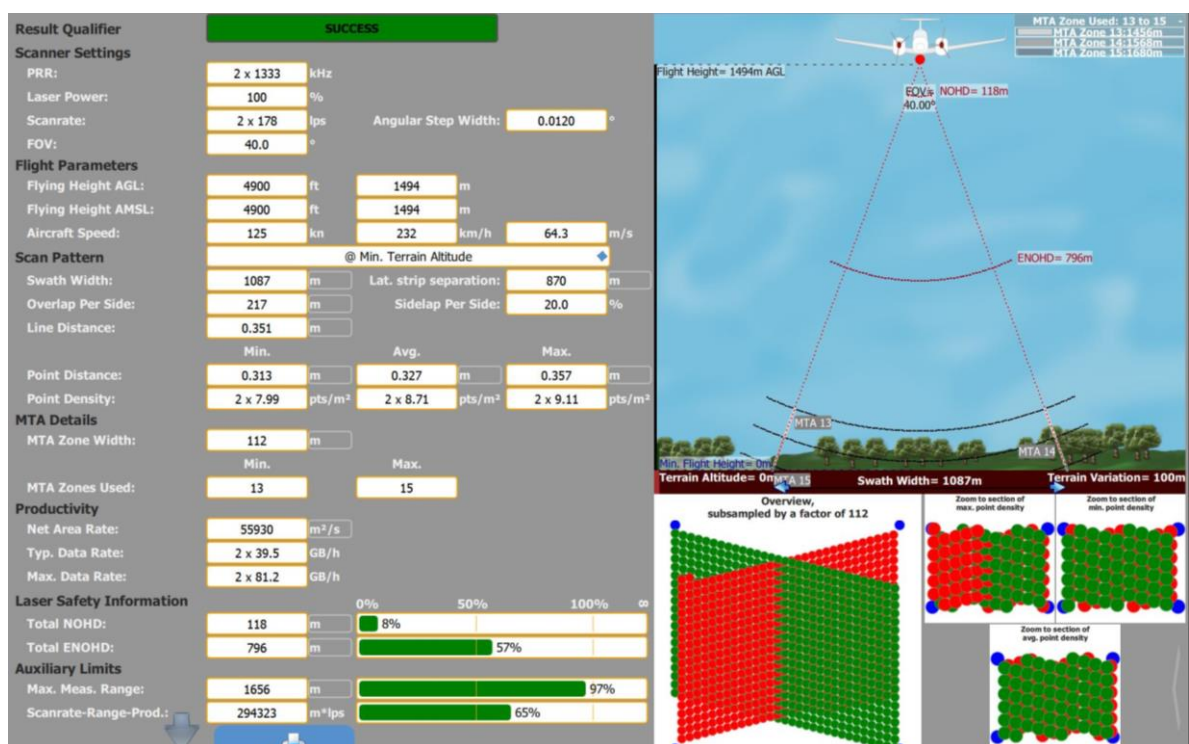 Result Qualifier SUCCESS
Scanner Settings
PRR: 2 x 1333 kHz
Laser Power: 100 %
Scanrate: 2 x 178 lps Angular Step Width: 0.0120 °
FOV: 40.0 °
Flight Parameters
Flying Height AGL: 4900 ft 1494 m
Flying Height AMSL: 4900 ft 1494 m
Aircraft Speed: 125 kn 232 km/h 64.3 m/s
Scan Pattern @ Min. Terrain Altitude
Swath Width: 1087 m Lat. strip separation: 870 m
Overlap Per Side: 217 m Sidelap Per Side: 20.0 %
Line Distance: 0.351 m
Min. Avg. Max.
Point Distance: 0.313 m 0.327 m 0.357 m
Point Density: 2 x 7.99 pts/m² 2 x 8.71 pts/m² 2 x 9.11 pts/m²
MTA Details
MTA Zone Width: 112 m
Min. Max.
MTA Zones Used: 13 15
Productivity
Net Area Rate: 55930 m²/s
Typ. Data Rate: 2 x 39.5 GB/h
Max. Data Rate: 2 x 81.2 GB/h
Laser Safety Information 0% 50% 100% ∞
Total NOHD: 118 m 8%
Total ENOHD: 796 m 57%
Auxiliary Limits
Max. Meas. Range: 1656 m 97%
Scanrate-Range-Prod.: 294323 m*lps 65%
MTA Zone Used: 13 to 15 -
MTA Zone 13:1456m
MTA Zone 14:1568m
MTA Zone 15:1680m
Flight Height= 1494m AGL
FOV= NOHD= 118m
40.00°
ENOHD= 796m
MTA 13
MTA 14
Min. Flight Height= 0m
Terrain Altitude= 0m MTA 15 Swath Width= 1087m Terrain Variation= 100m
Overview,
subsampled by a factor of 112
Zoom to section of
max. point density
Zoom to section of
min. point density
Zoom to section of
avg. point density